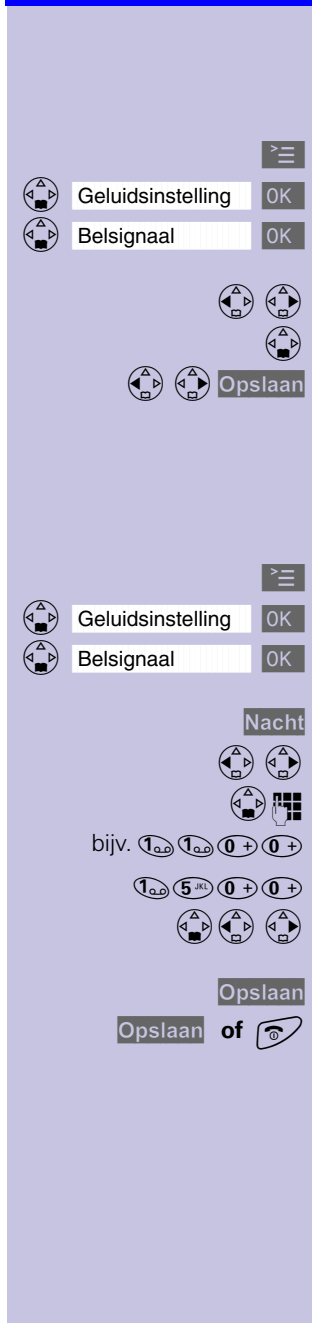 Geluidsinstelling OK
Belsignaal OK
Opslaan
Geluidsinstelling OK
Belsignaal OK
Nacht
bijv. 1 1 0 + 0 +
1 5 JKL 0 + 0 +
Opslaan
Opslaan of